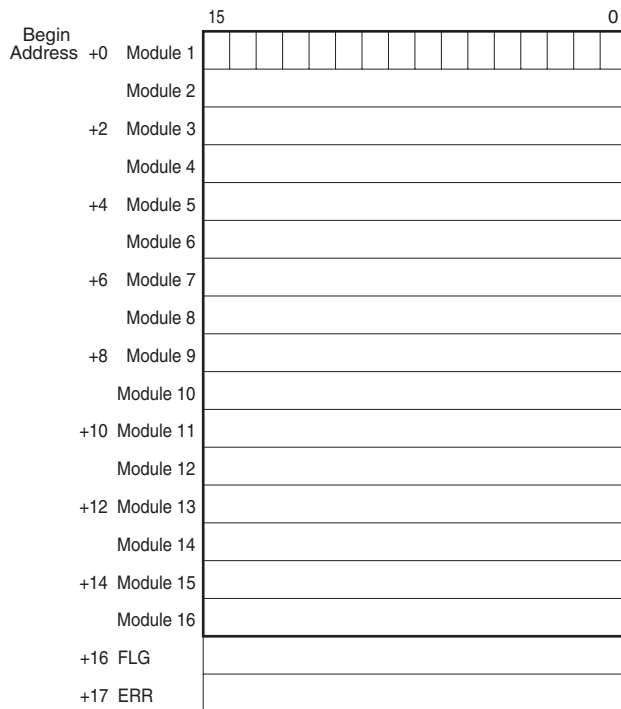 15 0
Begin
Address +0 Module 1
Module 2
+2 Module 3
Module 4
+4 Module 5
Module 6
+6 Module 7
Module 8
+8 Module 9
Module 10
+10 Module 11
Module 12
+12 Module 13
Module 14
+14 Module 15
Module 16
+16 FLG
+17 ERR